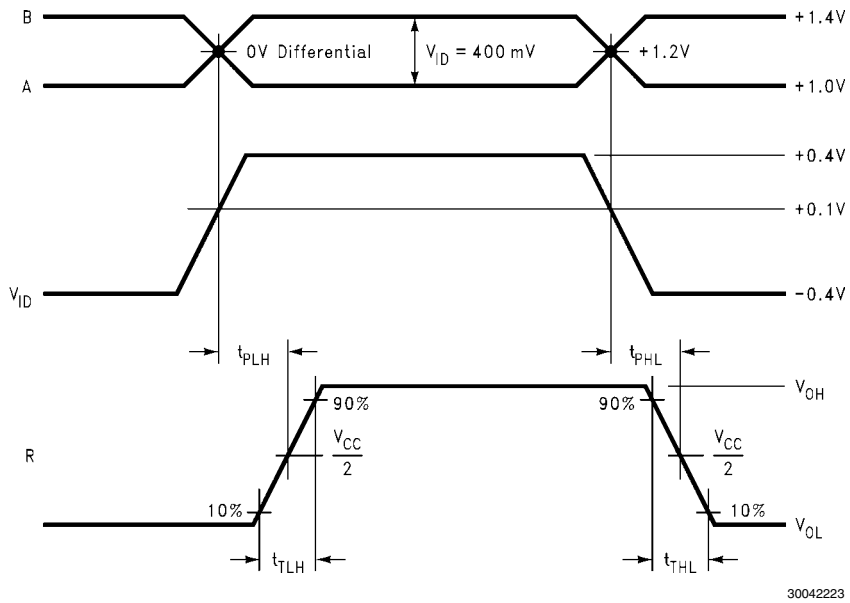 B
+1.4V
0V Differential
V_ID = 400 mV
+1.2V
A
+1.0V
+0.4V
+0.1V
V_ID
-0.4V
t_PLH
t_PHL
V_OH
90%
90%
R
V_CC
2
V_CC
2
10%
10%
V_OL
t_TLH
t_THL
30042223